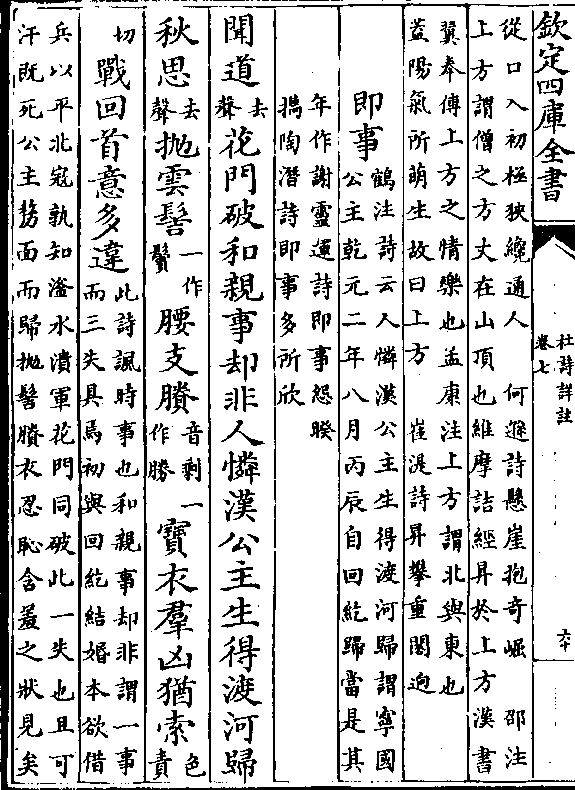 欽定四庫全書
杜詩詳註
卷七
六十
從口入初極狹纔通人　何遜詩懸崖抱奇崛　邵注
上方謂僧之方丈在山頂也維摩詰經昇於上方漢書
翼奉傳上方之情樂也孟康注上方謂北與東也
葢陽氣所萌生故曰上方　崔湜詩昇攀重閣逈
即事
鶴注詩云人憐漢公主生得渡河歸謂寧國
公主乾元二年八月丙辰自回紇歸當是其
年作謝靈運詩即事怨睽
攜陶潛詩即事多所欣
聞道花門破和親事却非人憐漢公主生得渡河歸
秋思去聲抛雲髻一作鬢腰支賸音剩一作勝寶衣羣凶猶索色責
切戰回首意多違此詩諷時事也和親事却非謂一事
而三失具焉初與回紇結婚本欲借
兵以平北寇孰知滏水潰軍花門同破此一失也且可
汗既死公主剺面而歸抛髻賸衣忍恥含羞之狀見矣